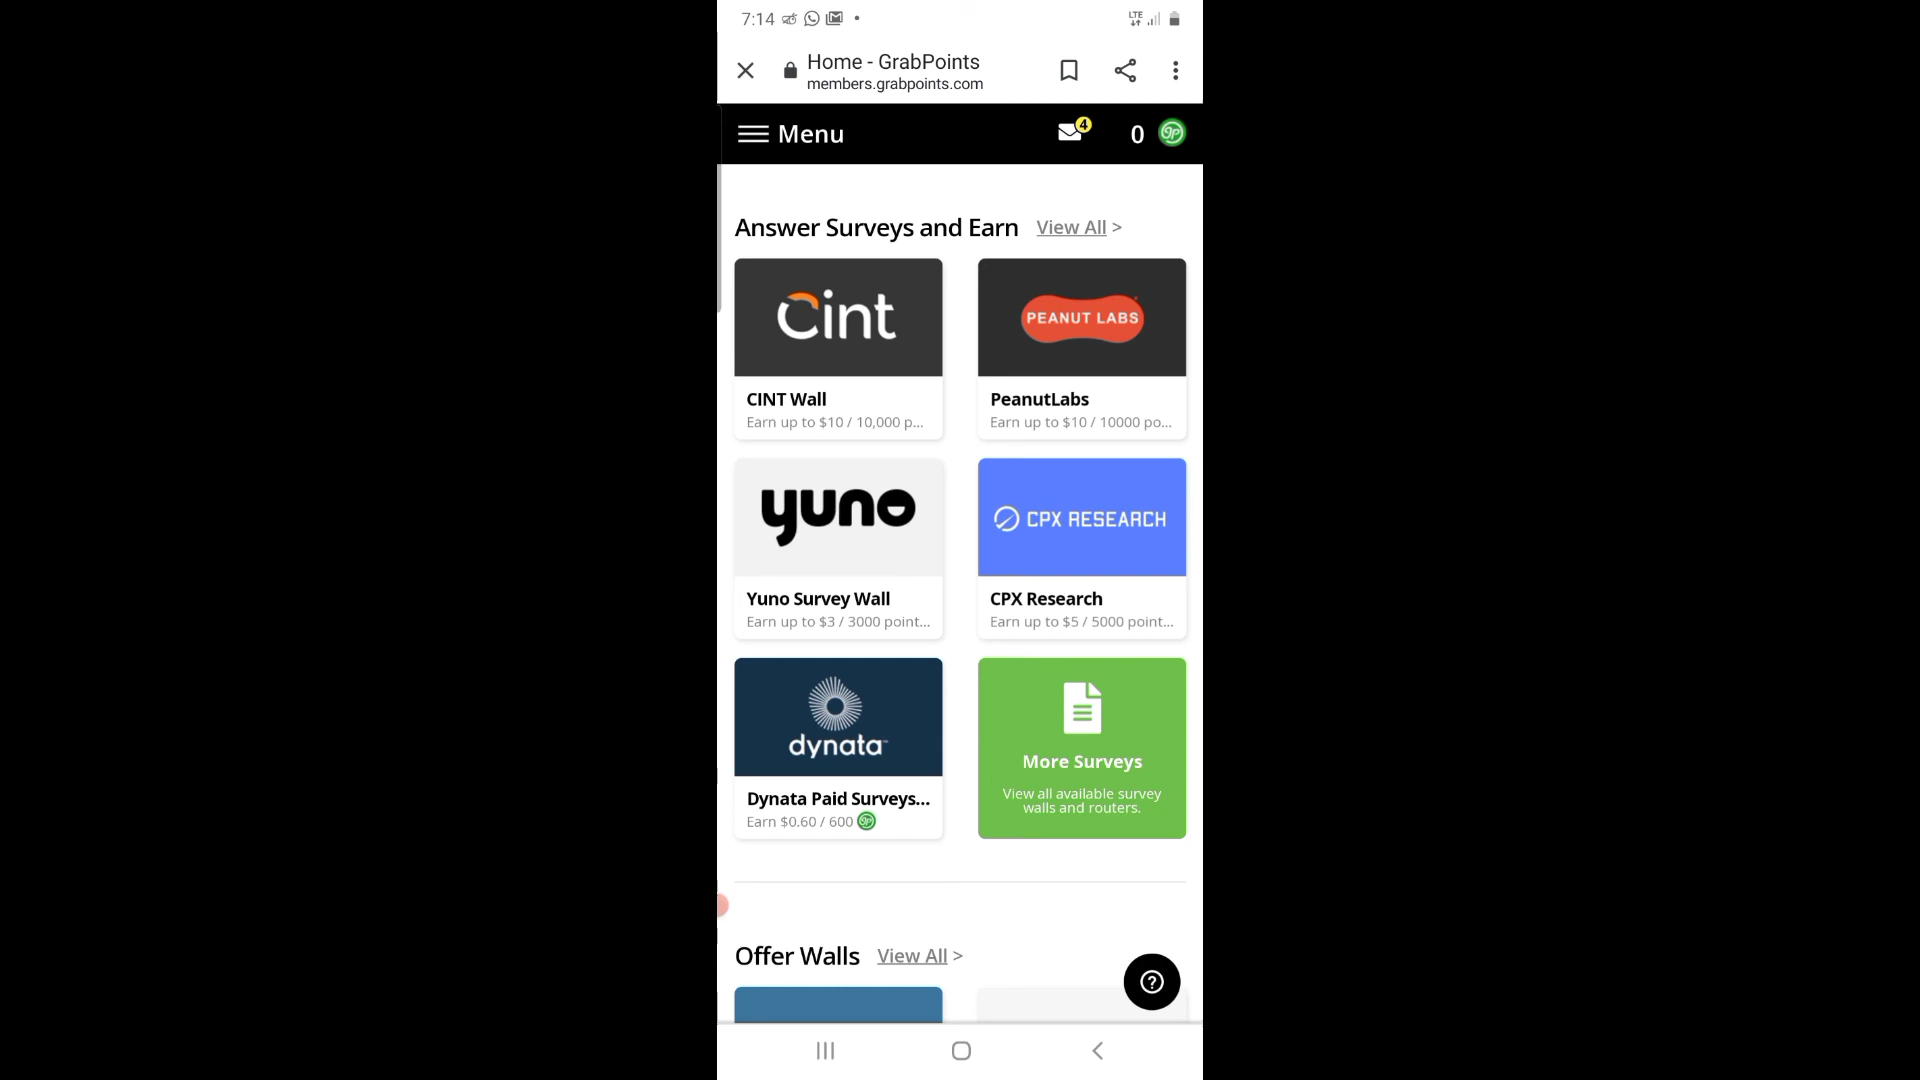 7:14
LTE
Home - GrabPoints
members.grabpoints.com
Menu
4
0
gp
Answer Surveys and Earn View All >
Cint
PEANUT LABS
CINT Wall
Earn up to $10 / 10,000 p...
PeanutLabs
Earn up to $10 / 10000 po...
yuno
CPX RESEARCH
Yuno Survey Wall
Earn up to $3 / 3000 point...
CPX Research
Earn up to $5 / 5000 point...
dynata
Dynata Paid Surveys...
Earn $0.60 / 600 gp
More Surveys
View all available survey
walls and routers.
Offer Walls View All >
?